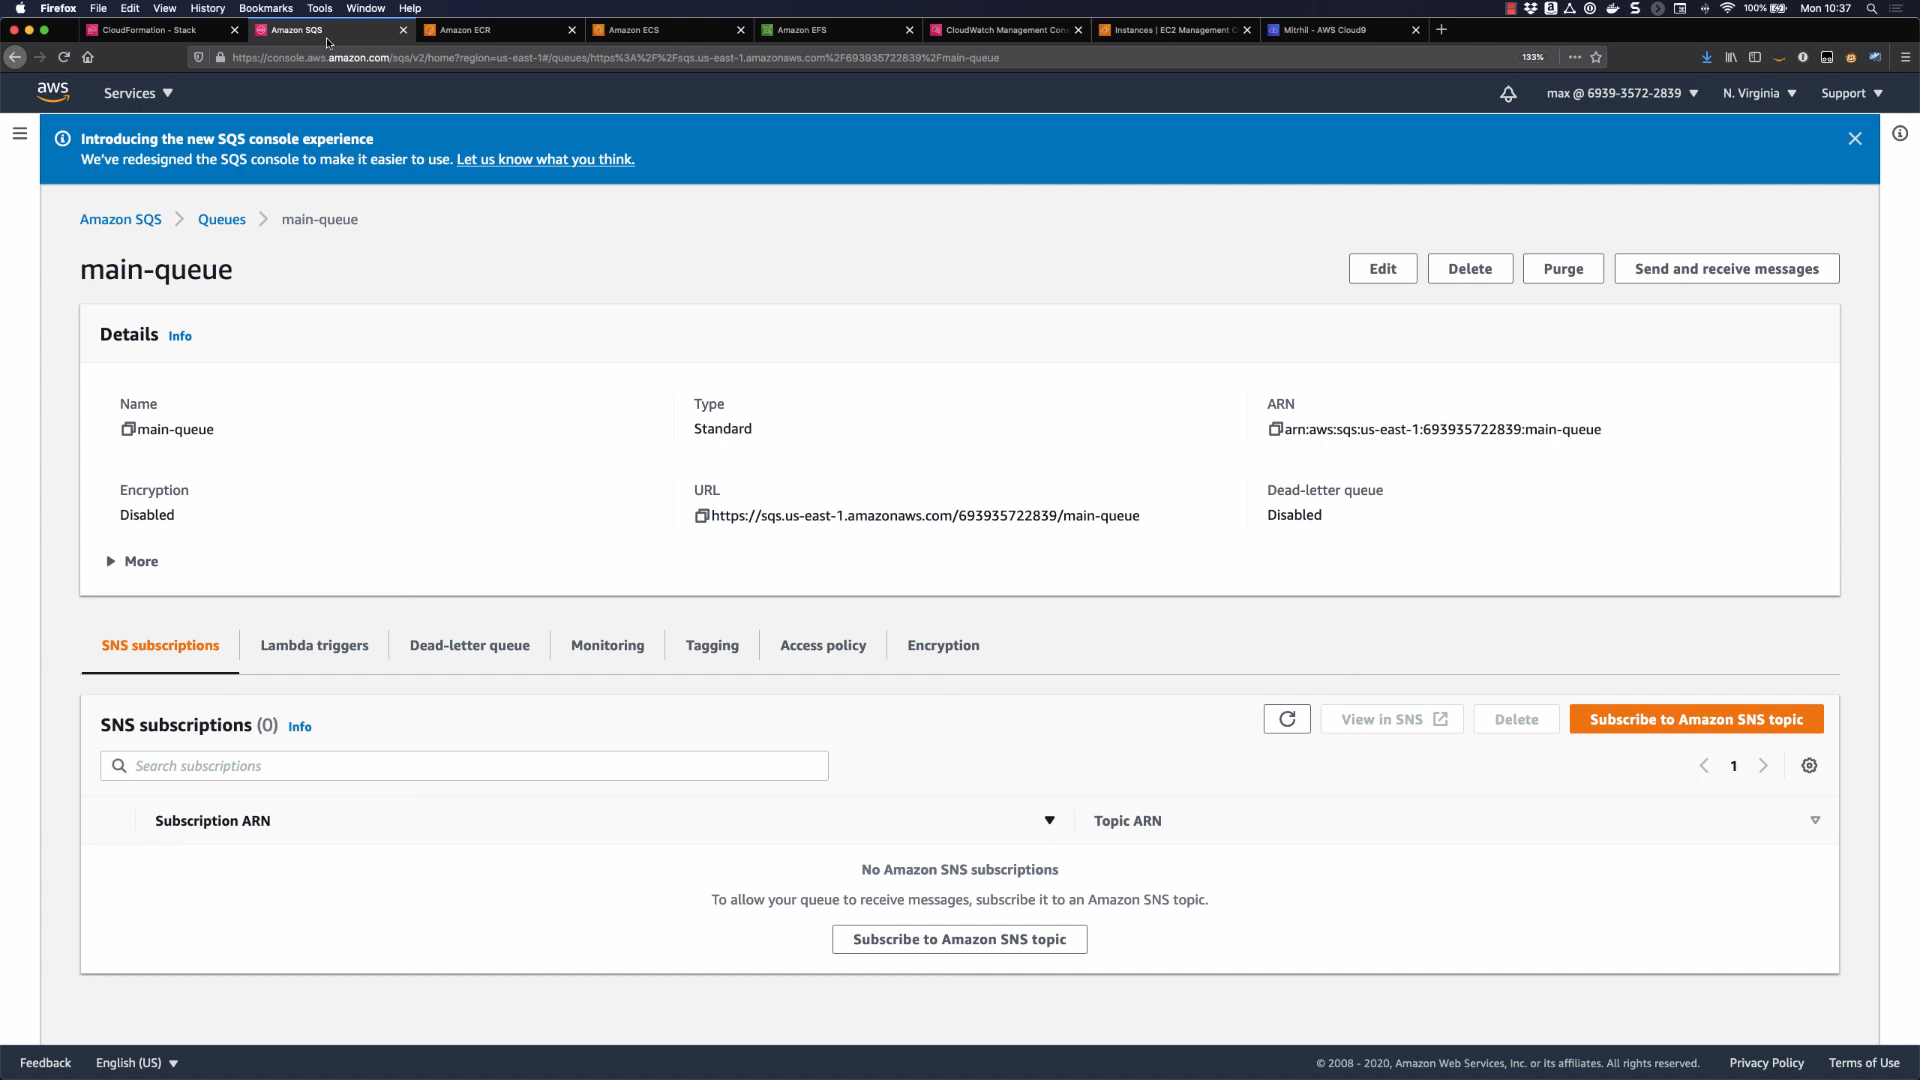 Firefox File Edit View History Bookmarks Tools Window Help 100% Mon 10:37
CloudFormation - Stack Amazon SQS Amazon ECR Amazon ECS Amazon EFS CloudWatch Management Con Instances | EC2 Management C Mitrhil - AWS Cloud9
https://console.aws.amazon.com/sqs/v2/home?region=us-east-1#/queues/https%3A%2F%2Fsqs.us-east-1.amazonaws.com%2F693935722839%2Fmain-queue 133%
aws Services max @ 6939-3572-2839 N. Virginia Support
Introducing the new SQS console experience
We've redesigned the SQS console to make it easier to use. Let us know what you think.
Amazon SQS Queues main-queue
main-queue Edit Delete Purge Send and receive messages
Details Info
Name Type ARN
main-queue Standard arn:aws:sqs:us-east-1:693935722839:main-queue
Encryption URL Dead-letter queue
Disabled https://sqs.us-east-1.amazonaws.com/693935722839/main-queue Disabled
More
SNS subscriptions Lambda triggers Dead-letter queue Monitoring Tagging Access policy Encryption
SNS subscriptions (0) Info View in SNS Delete Subscribe to Amazon SNS topic
Search subscriptions 1
Subscription ARN Topic ARN
No Amazon SNS subscriptions
To allow your queue to receive messages, subscribe it to an Amazon SNS topic.
Subscribe to Amazon SNS topic
Feedback English (US) © 2008 - 2020, Amazon Web Services, Inc. or its affiliates. All rights reserved. Privacy Policy Terms of Use